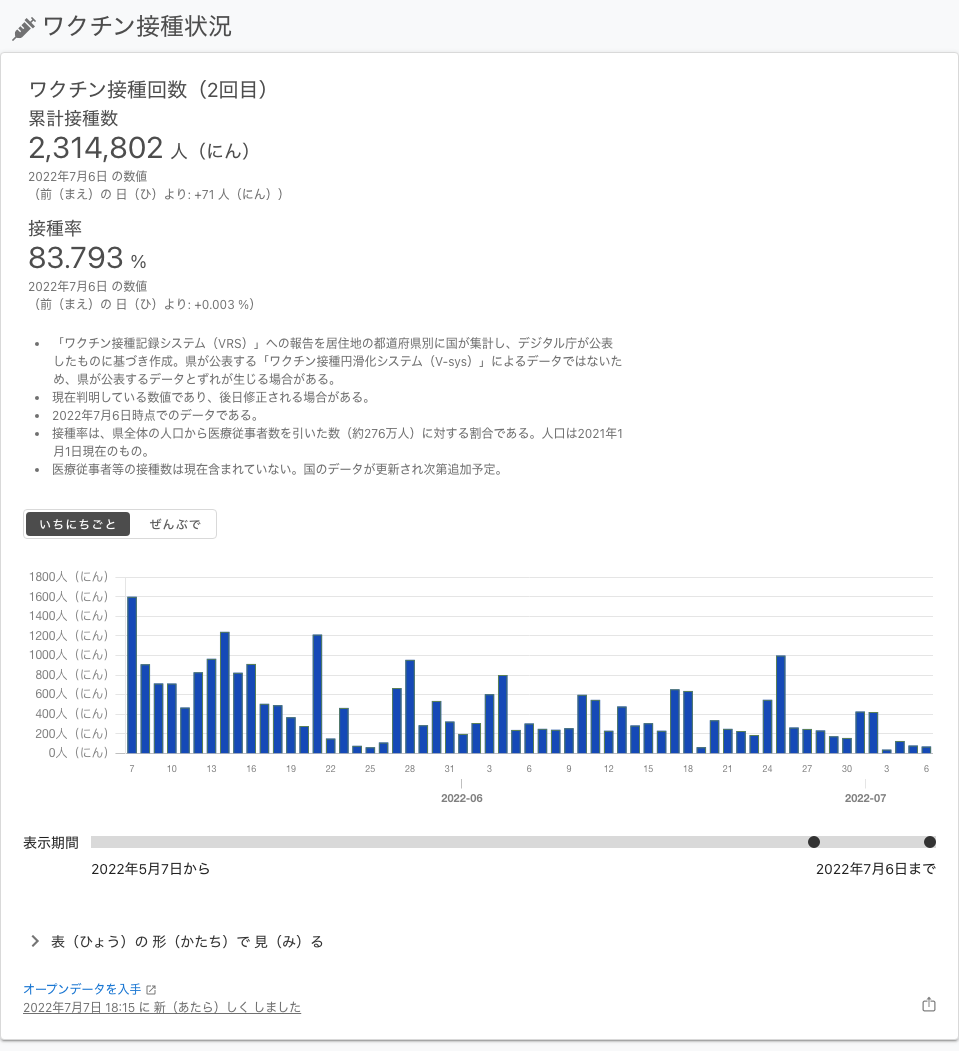 ワクチン接種状況
ワクチン接種回数（2回目）
累計接種数
2,314,802 人（にん）
2022年7月6日 の数値
（前（まえ）の 日（ひ）より: +71 人（にん））
接種率
83.793 %
2022年7月6日 の数値
（前（まえ）の 日（ひ）より: +0.003 %）
• 「ワクチン接種記録システム（VRS）」への報告を居住地の都道府県別に国が集計し、デジタル庁が公表
したものに基づき作成。県が公表する「ワクチン接種円滑化システム（V-sys）」によるデータではないた
め、県が公表するデータとずれが生じる場合がある。
• 現在判明している数値であり、後日修正される場合がある。
• 2022年7月6日時点でのデータである。
• 接種率は、県全体の人口から医療従事者数を引いた数（約276万人）に対する割合である。人口は2021年1
月1日現在のもの。
• 医療従事者等の接種数は現在含まれていない。国のデータが更新され次第追加予定。
いちにちごと ぜんぶで
1800人（にん）
1600人（にん）
1400人（にん）
1200人（にん）
1000人（にん）
800人（にん）
600人（にん）
400人（にん）
200人（にん）
0人（にん）
7 10 13 16 19 22 25 28 31 3 6 9 12 15 18 21 24 27 30 3 6
2022-06 2022-07
表示期間
2022年5月7日から 2022年7月6日まで
表（ひょう）の 形（かたち）で 見（み）る
オープンデータを入手
2022年7月7日 18:15 に 新（あたら）しく しました